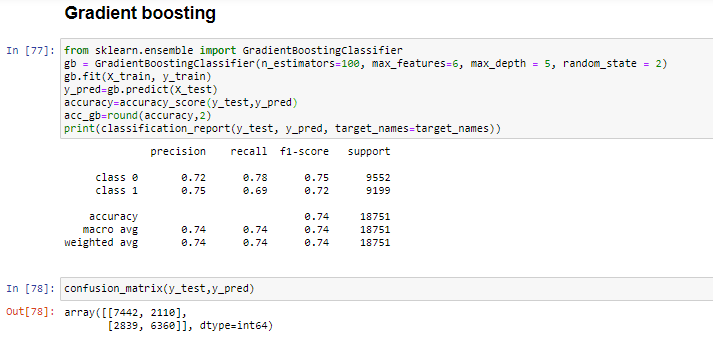 Gradient boosting
In [77]: from sklearn.ensemble import GradientBoostingClassifier
gb = GradientBoostingClassifier(n_estimators=100, max_features=6, max_depth = 5, random_state = 2)
gb.fit(X_train, y_train)
y_pred=gb.predict(X_test)
accuracy=accuracy_score(y_test,y_pred)
acc_gb=round(accuracy,2)
print(classification_report(y_test, y_pred, target_names=target_names))
precision recall f1-score support
class 0 0.72 0.78 0.75 9552
class 1 0.75 0.69 0.72 9199
accuracy 0.74 18751
macro avg 0.74 0.74 0.74 18751
weighted avg 0.74 0.74 0.74 18751
In [78]: confusion_matrix(y_test,y_pred)
Out[78]: array([[7442, 2110],
[2839, 6360]], dtype=int64)